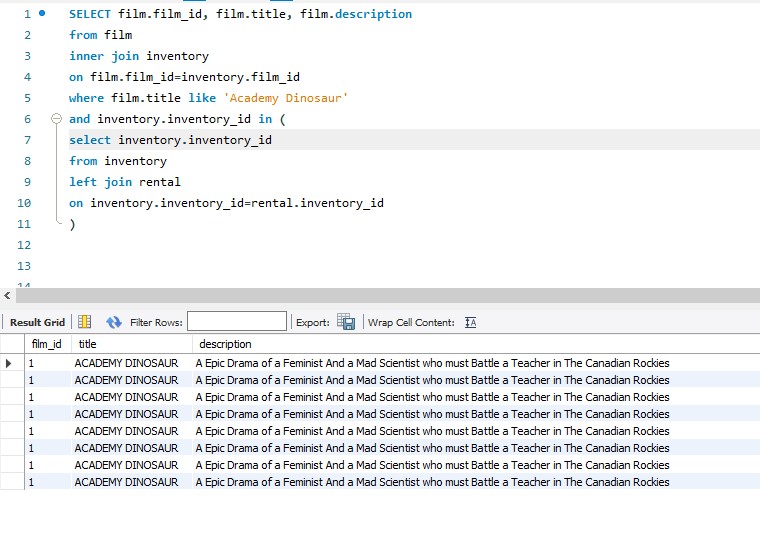 1 SELECT film.film_id, film.title, film.description
2 from film
3 inner join inventory
4 on film.film_id=inventory.film_id
5 where film.title like 'Academy Dinosaur'
6 and inventory.inventory_id in (
7 select inventory.inventory_id
8 from inventory
9 left join rental
10 on inventory.inventory_id=rental.inventory_id
11 )
12
13
14
Result Grid Filter Rows: Export: Wrap Cell Content: IA
film_id title description
1 ACADEMY DINOSAUR A Epic Drama of a Feminist And a Mad Scientist who must Battle a Teacher in The Canadian Rockies
1 ACADEMY DINOSAUR A Epic Drama of a Feminist And a Mad Scientist who must Battle a Teacher in The Canadian Rockies
1 ACADEMY DINOSAUR A Epic Drama of a Feminist And a Mad Scientist who must Battle a Teacher in The Canadian Rockies
1 ACADEMY DINOSAUR A Epic Drama of a Feminist And a Mad Scientist who must Battle a Teacher in The Canadian Rockies
1 ACADEMY DINOSAUR A Epic Drama of a Feminist And a Mad Scientist who must Battle a Teacher in The Canadian Rockies
1 ACADEMY DINOSAUR A Epic Drama of a Feminist And a Mad Scientist who must Battle a Teacher in The Canadian Rockies
1 ACADEMY DINOSAUR A Epic Drama of a Feminist And a Mad Scientist who must Battle a Teacher in The Canadian Rockies
1 ACADEMY DINOSAUR A Epic Drama of a Feminist And a Mad Scientist who must Battle a Teacher in The Canadian Rockies